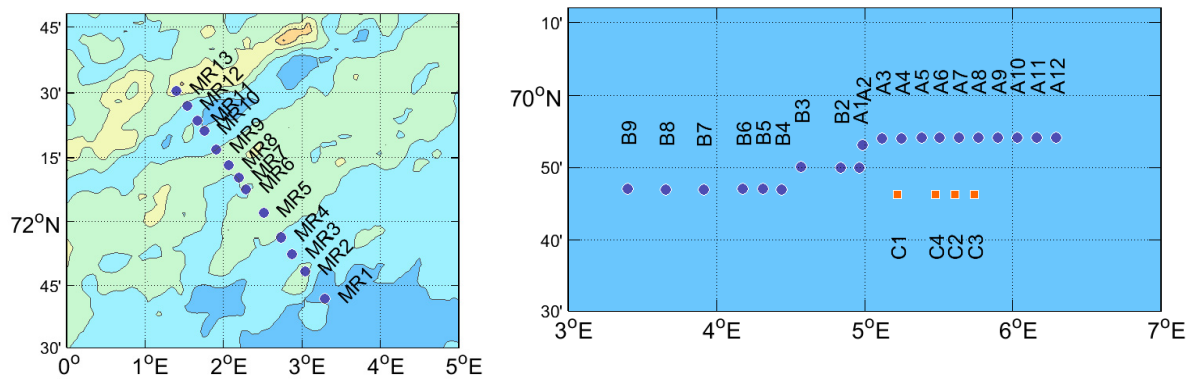 45'
30'
15'
72°N
45'
30'
0°
1°E
2°E
3°E
4°E
5°E
MR13
MR12
MR11
MR10
MR9
MR8
MR7
MR6
MR5
MR4
MR3
MR2
MR1
10'
70°N
50'
40'
30'
3°E
4°E
5°E
6°E
7°E
B9
B8
B7
B6
B5
B4
B3
B2
A1
A2
A3
A4
A5
A6
A7
A8
A9
A10
A11
A12
C1
C4
C2
C3